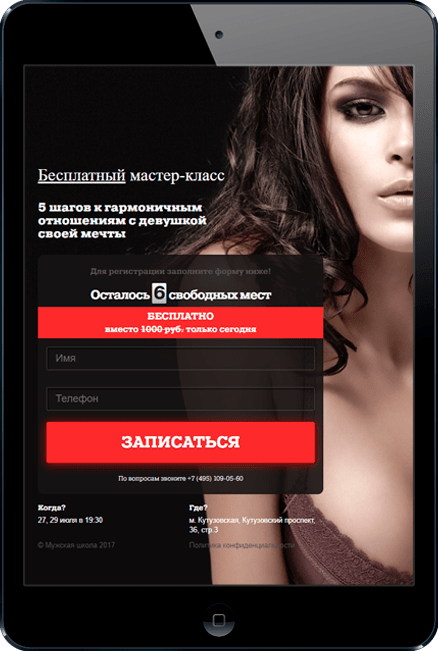 Бесплатный мастер-класс
5 шагов к гармоничным
отношениям с девушкой
своей мечты
Для регистрации заполните форму ниже!
Осталось 6 свободных мест
БЕСПЛАТНО
вместо 1000 руб. только сегодня
Имя
Телефон
ЗАПИСАТЬСЯ
По вопросам звоните +7 (495) 109-05-60
Когда?
27, 29 июля в 19:30
Где?
м. Кутузовская, Кутузовский проспект,
36, стр.3
© Мужская школа 2017
Политика конфиденциальности